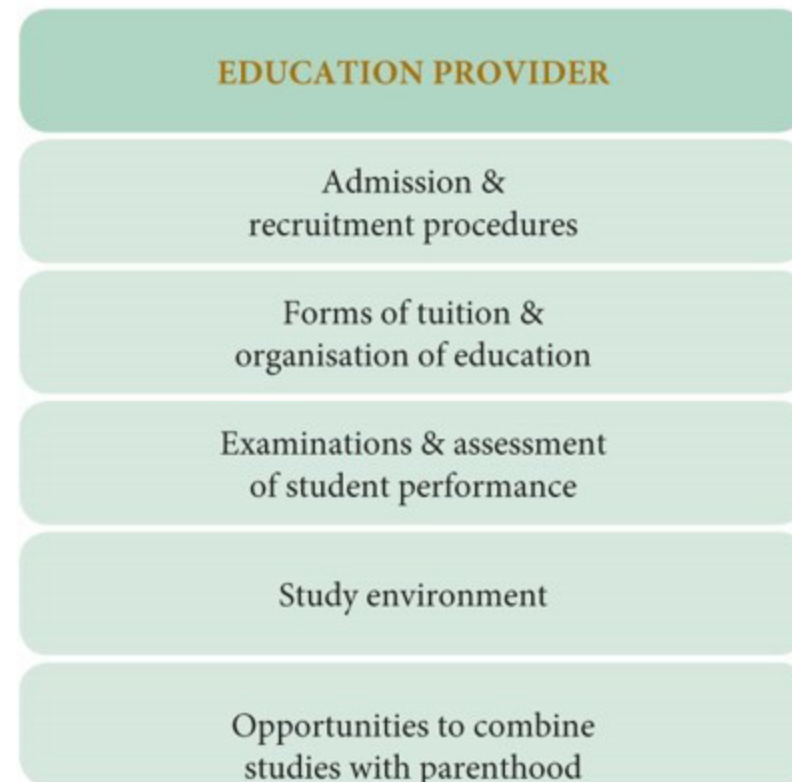 EDUCATION PROVIDER
Admission &
recruitment procedures
Forms of tuition &
organisation of education
Examinations & assessment
of student performance
Study environment
Opportunities to combine
studies with parenthood